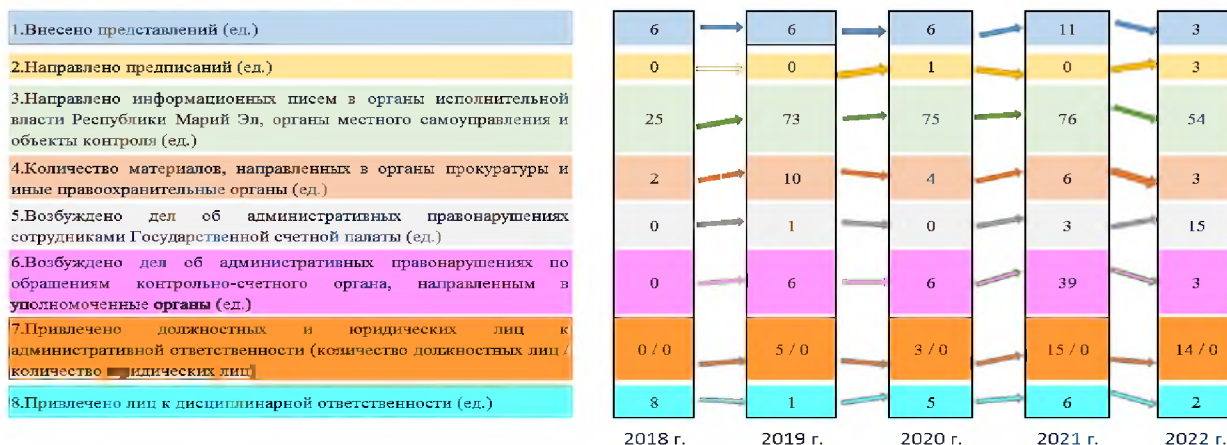 1.Внесено представлений (ед.)
6 6 6 11 3
2.Направлено предписаний (ед.)
0 0 1 0 3
3.Направлено информационных писем в органы исполнительной
власти Республики Марий Эл, органы местного самоуправления и
объекты контроля (ед.)
25 73 75 76 54
4.Количество материалов, направленных в органы прокуратуры и
иные правоохранительные органы (ед.)
2 10 4 6 3
5.Возбуждено дел об административных правонарушениях
сотрудниками Государственной счетной палаты (ед.)
0 1 0 3 15
6.Возбуждено дел об административных правонарушениях по
обращениям контрольно-счетного органа, направленным в
уполномоченные органы (ед.)
0 6 6 39 3
7.Привлечено должностных и юридических лиц к
административной ответственности (количество должностных лиц /
количество лиц
0 / 0 5 / 0 3 / 0 15 / 0 14 / 0
8.Привлечено лиц к дисциплинарной ответственности (ед.)
8 1 5 6 2
2018 г. 2019 г. 2020 г. 2021 г. 2022 г.